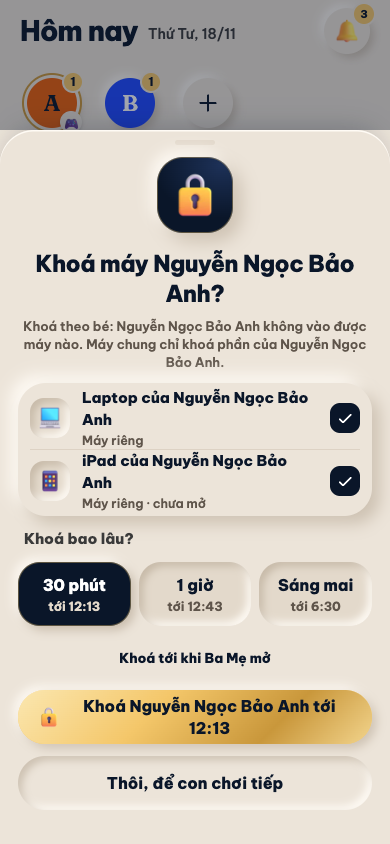 Hôm nay Thứ Tư, 18/11
3
A 1
B 1
Khoá máy Nguyễn Ngọc Bảo
Anh?
Khoá theo bé: Nguyễn Ngọc Bảo Anh không vào được
máy nào. Máy chung chỉ khoá phần của Nguyễn Ngọc
Bảo Anh.
Laptop của Nguyễn Ngọc Bảo
Anh
Máy riêng
iPad của Nguyễn Ngọc Bảo
Anh
Máy riêng · chưa mở
Khoá bao lâu?
30 phút
tới 12:13
1 giờ
tới 12:43
Sáng mai
tới 6:30
Khoá tới khi Ba Mẹ mở
Khoá Nguyễn Ngọc Bảo Anh tới
12:13
Thôi, để con chơi tiếp